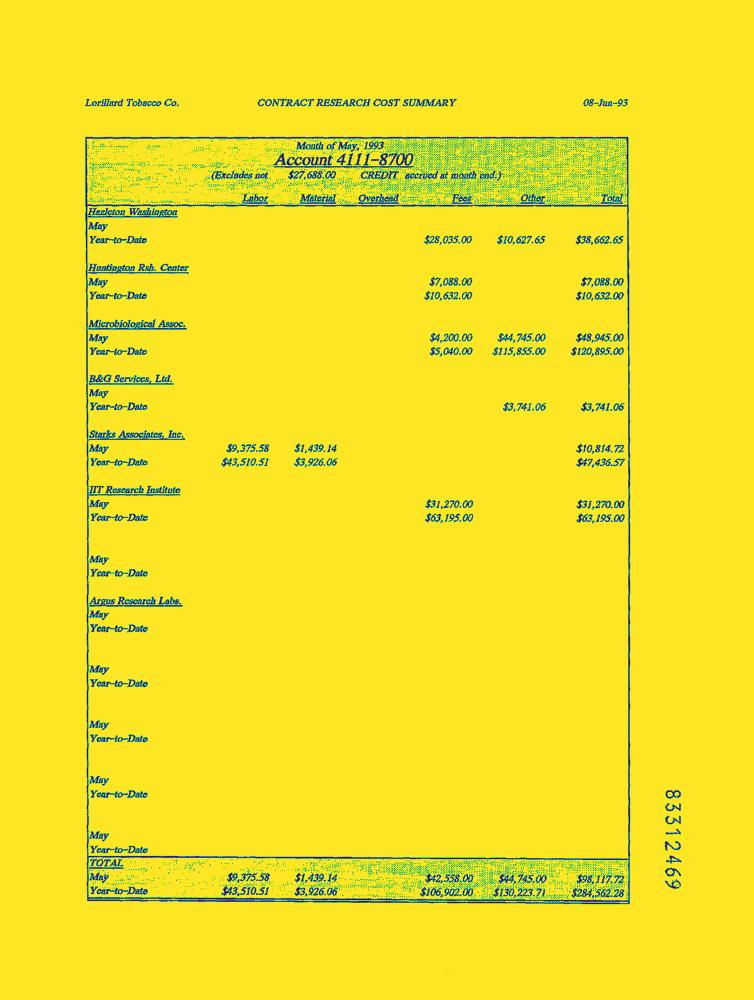 Lorillard Tobacco Co. CONTRACT RESEARCH COST SUMMARY 08-Jun-93
Month of May, 1993
Account 4111-8700
(Excludes net $27,688.00 CREDIT accrued at month end.)
Labor Material Overhead Fees Other Total
Hazleton Washington
May
Year-to-Date $28,035.00 $10,627.65 $38,662.65
Huntington Rsh. Center
May $7,088.00 $7,088.00
Year-to-Date $10,632.00 $10,632.00
Microbiological Assoc.
May $4,200.00 $44,745.00 $48,945.00
Year-to-Date $5,040.00 $115,855.00 $120,895.00
B&G Services, Ltd.
May
Year-to-Date $3,741.06 $3,741.06
Starks Associates, Inc.
May $9,375.58 $1,439.14 $10,814.72
Year-to-Date $43,510.51 $3,926.06 $47,436.57
IIT Research Institute
May $31,270.00 $31,270.00
Year-to-Date $63,195.00 $63,195.00
May
Year-to-Date
Argus Research Labs.
May
Year-to-Date
May
Year-to-Date
May
Year-to-Date
May
Year-to-Date
May
Year-to-Date
TOTAL
May $9,375.58 $1,439.14 $42,558.00 $44,745.00 $98,117.72
Year-to-Date $43,510.51 $3,926.06 $106,902.00 $130,223.71 $284,562.28
83312469